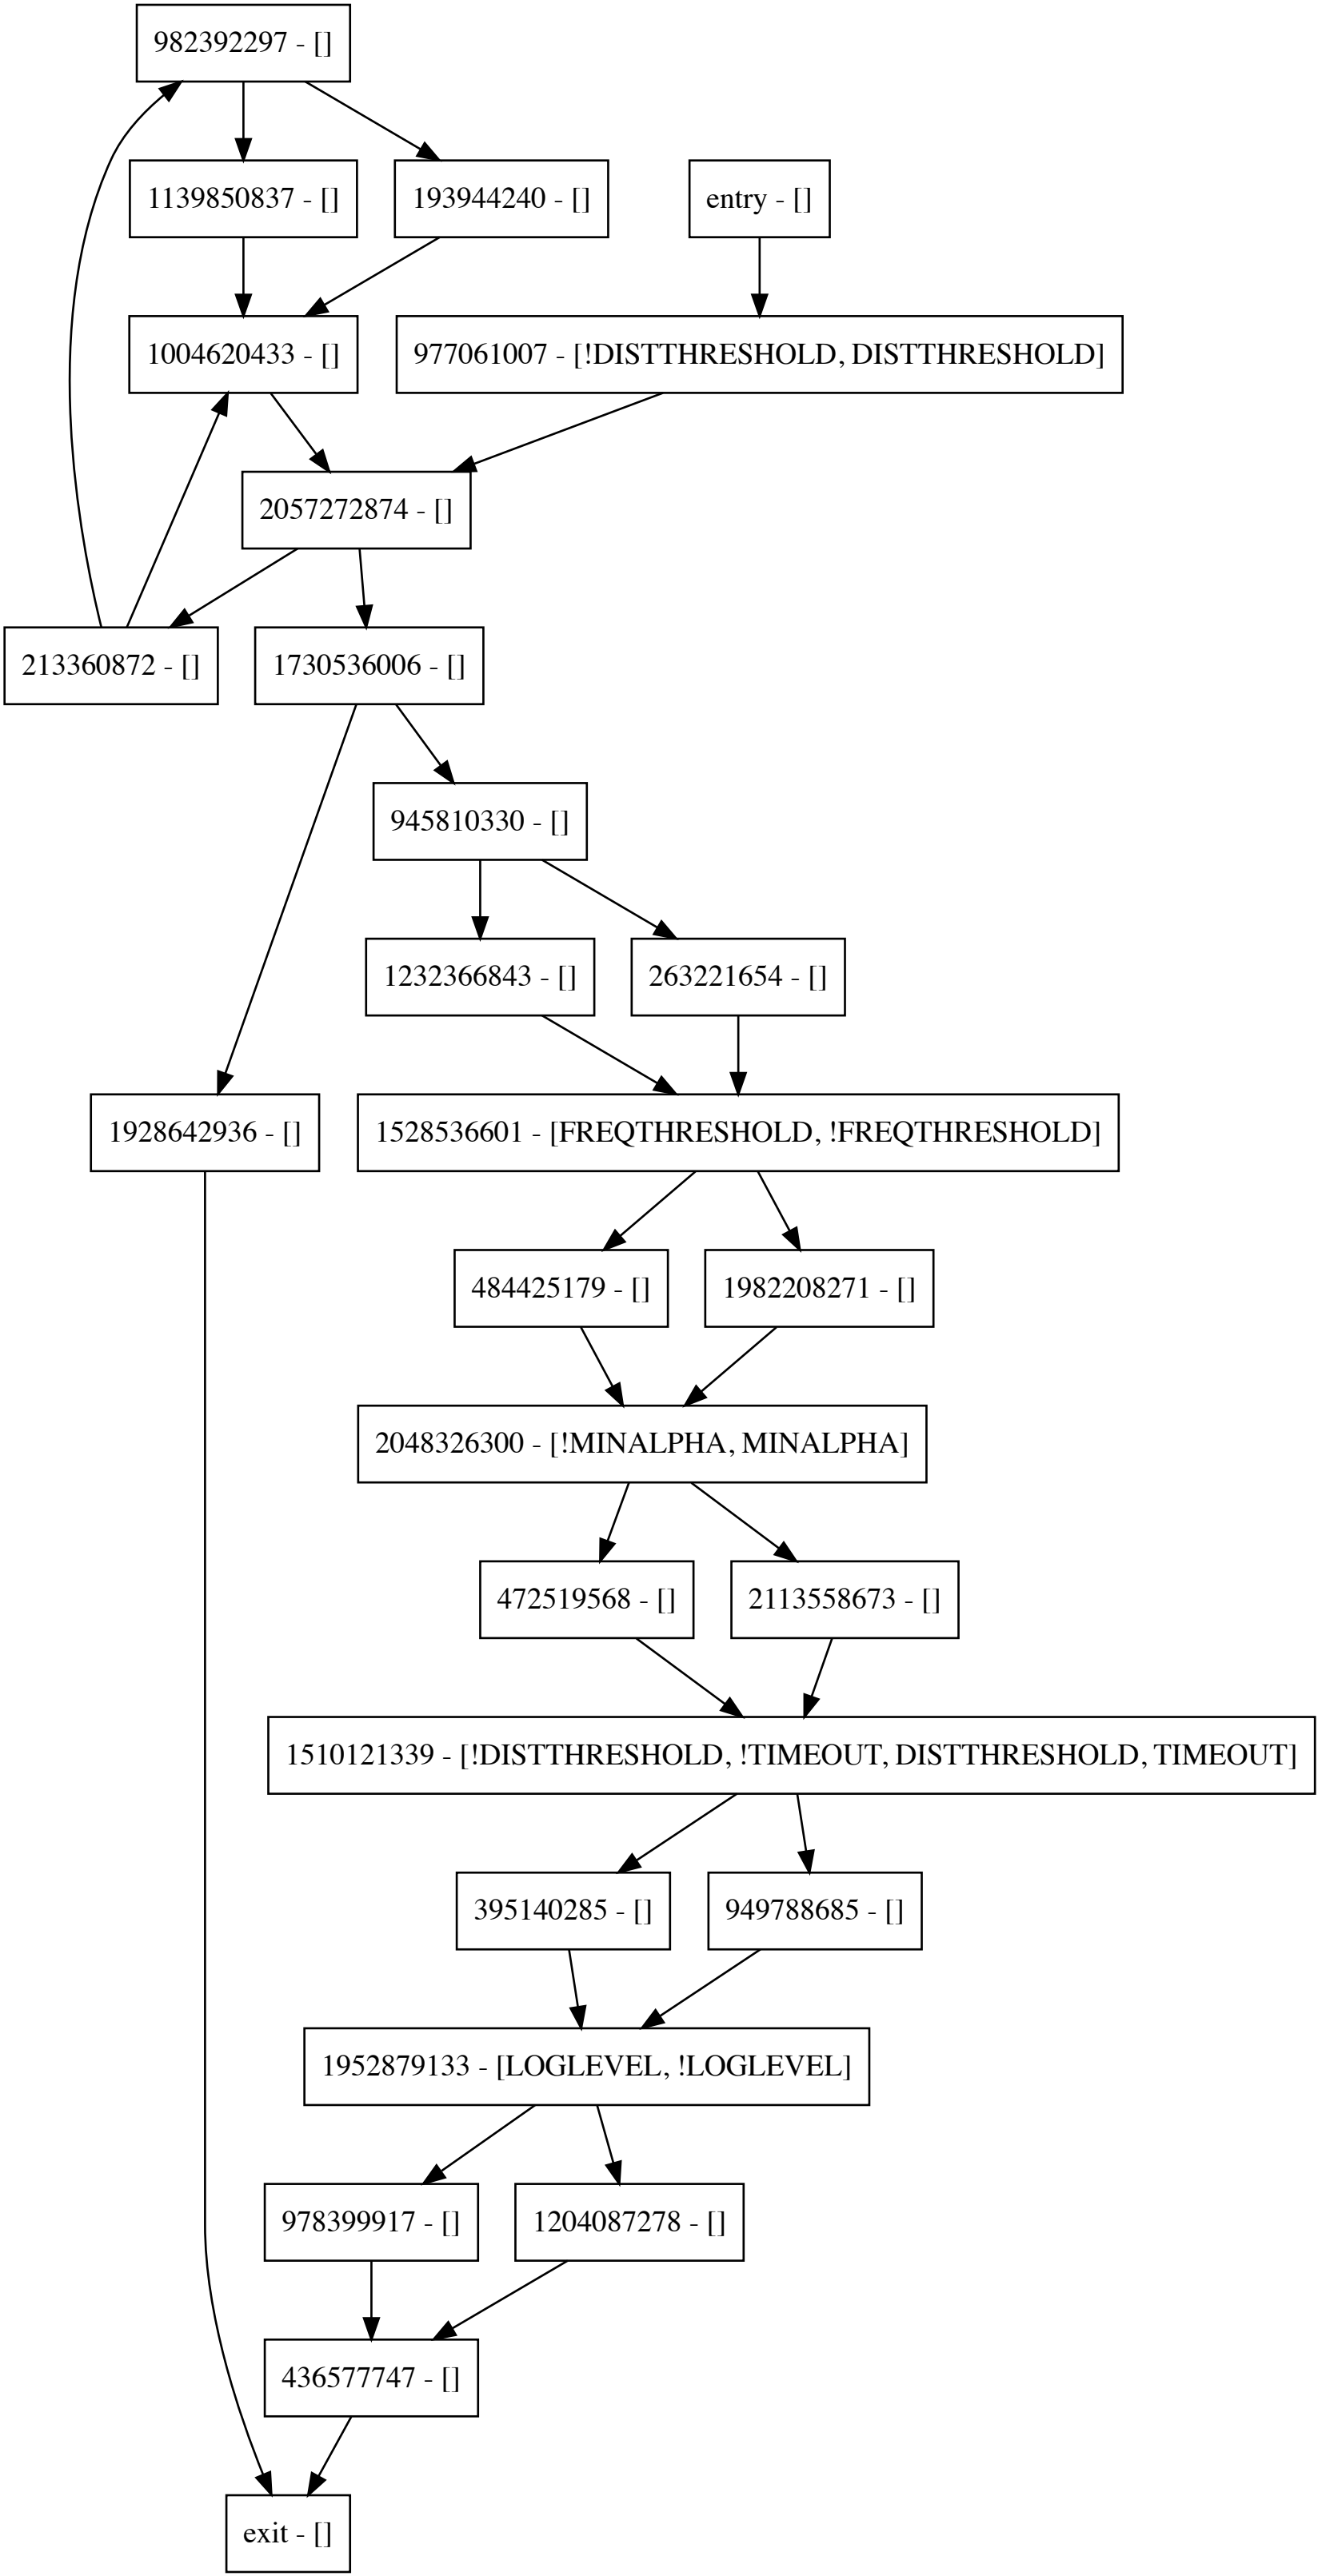 982392297 - []
1139850837 - []
193944240 - []
entry - []
1004620433 - []
977061007 - [!DISTTHRESHOLD, DISTTHRESHOLD]
2057272874 - []
213360872 - []
1730536006 - []
945810330 - []
1232366843 - []
263221654 - []
1928642936 - []
1528536601 - [FREQTHRESHOLD, !FREQTHRESHOLD]
484425179 - []
1982208271 - []
2048326300 - [!MINALPHA, MINALPHA]
472519568 - []
2113558673 - []
1510121339 - [!DISTTHRESHOLD, !TIMEOUT, DISTTHRESHOLD, TIMEOUT]
395140285 - []
949788685 - []
1952879133 - [LOGLEVEL, !LOGLEVEL]
978399917 - []
1204087278 - []
436577747 - []
exit - []